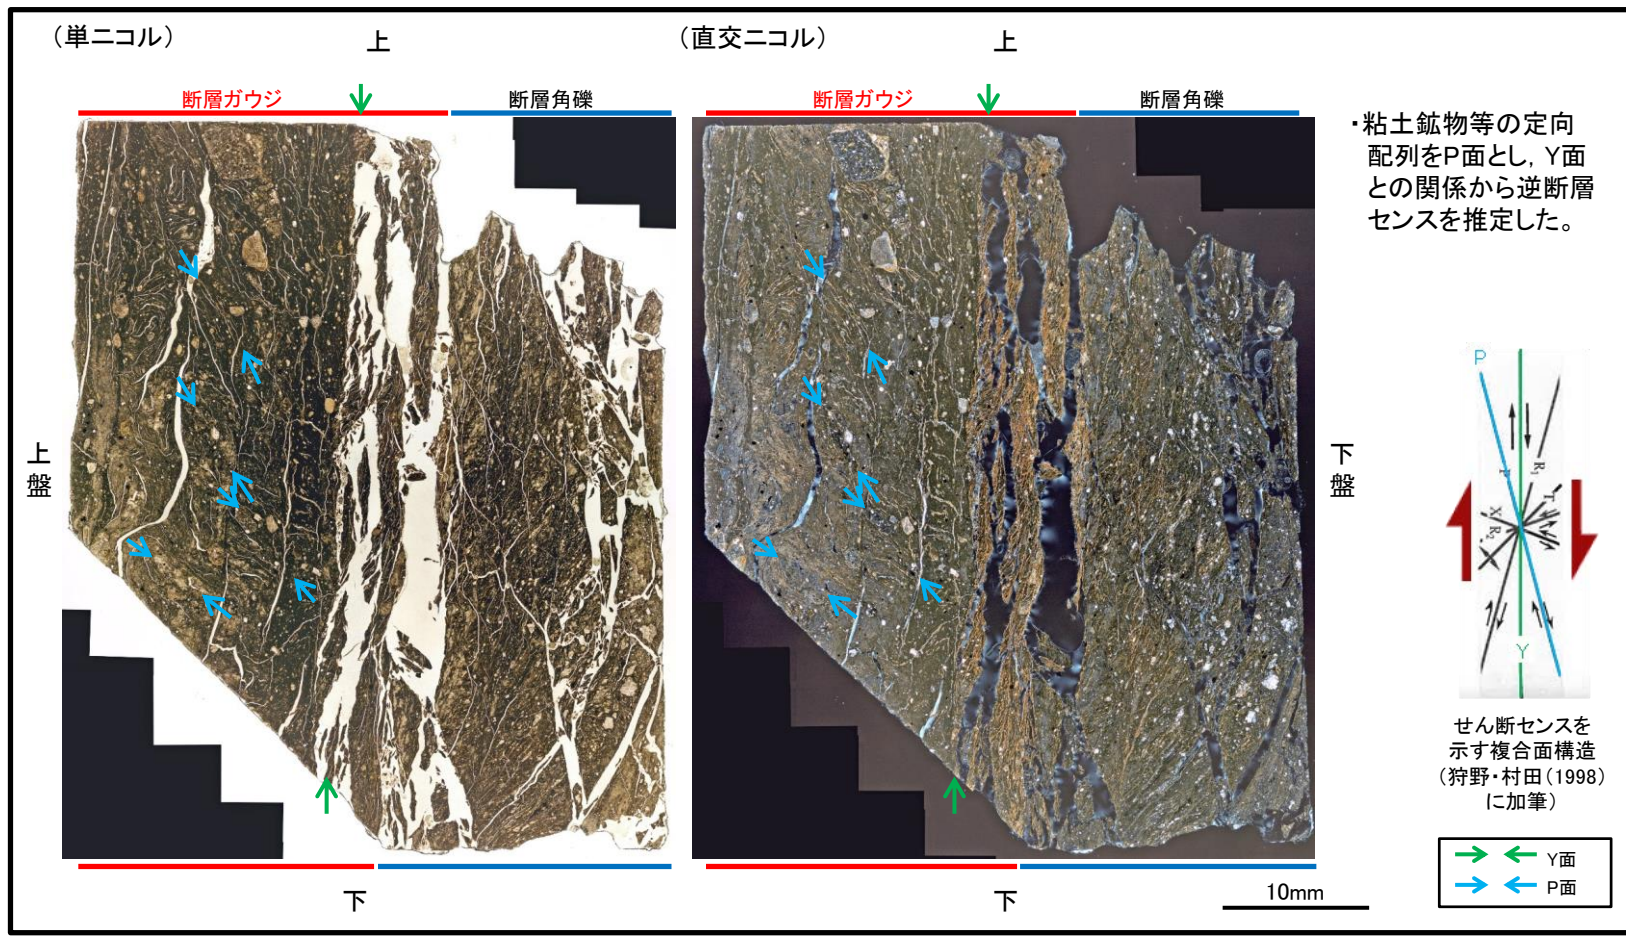 （単ニコル）
上
（直交ニコル）
上
断層ガウジ
断層角礫
断層ガウジ
断層角礫
・粘土鉱物等の定向
配列をP面とし，Y面
との関係から逆断層
センスを推定した。
上
盤
下
盤
P
R₁
T
P
X
R₂
Y
せん断センスを
示す複合面構造
（狩野・村田（1998）
に加筆）
Y面
P面
下
下
10mm